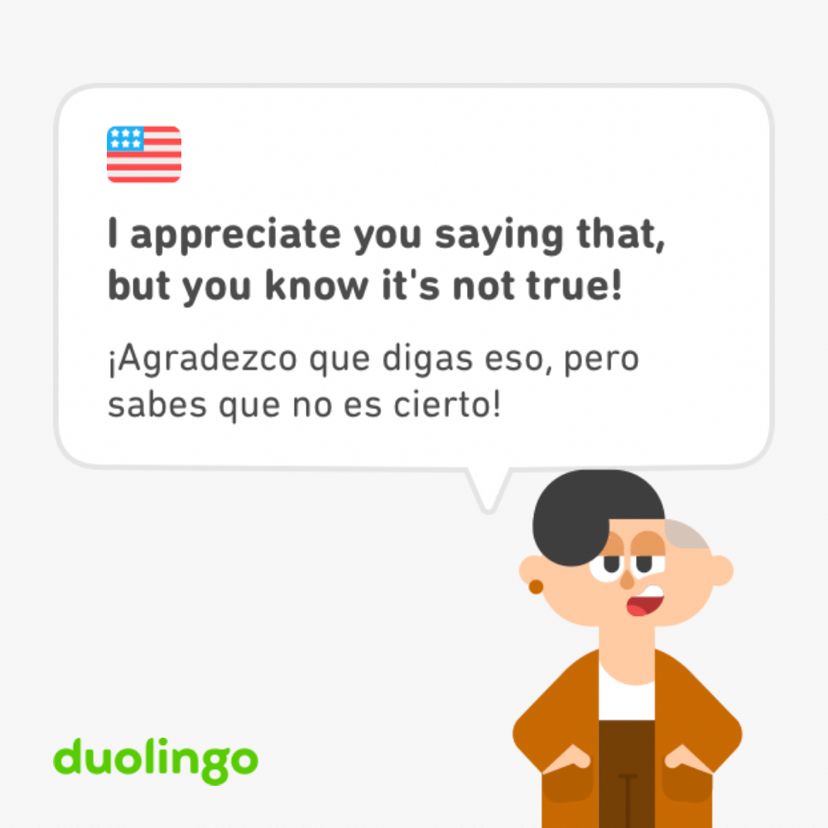 I appreciate you saying that,
but you know it's not true!
¡Agradezco que digas eso, pero
sabes que no es cierto!
duolingo